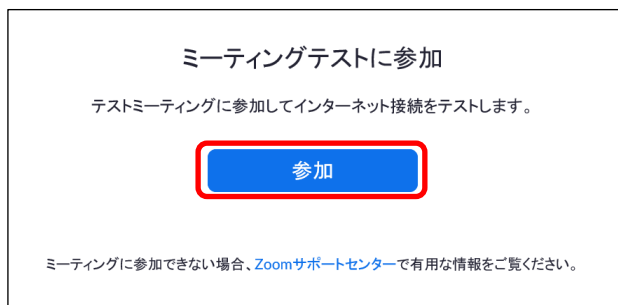 ミーティングテストに参加
テストミーティングに参加してインターネット接続をテストします。
参加
ミーティングに参加できない場合、Zoomサポートセンターで有用な情報をご覧ください。